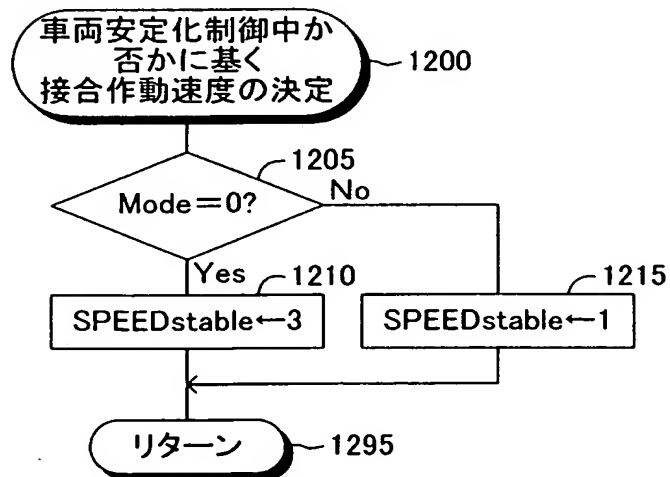 車両安定化制御中か
否かに基く
接合作動速度の決定
1200
1205
Mode＝0?
No
Yes
1210
1215
SPEEDstable←3
SPEEDstable←1
リターン
1295